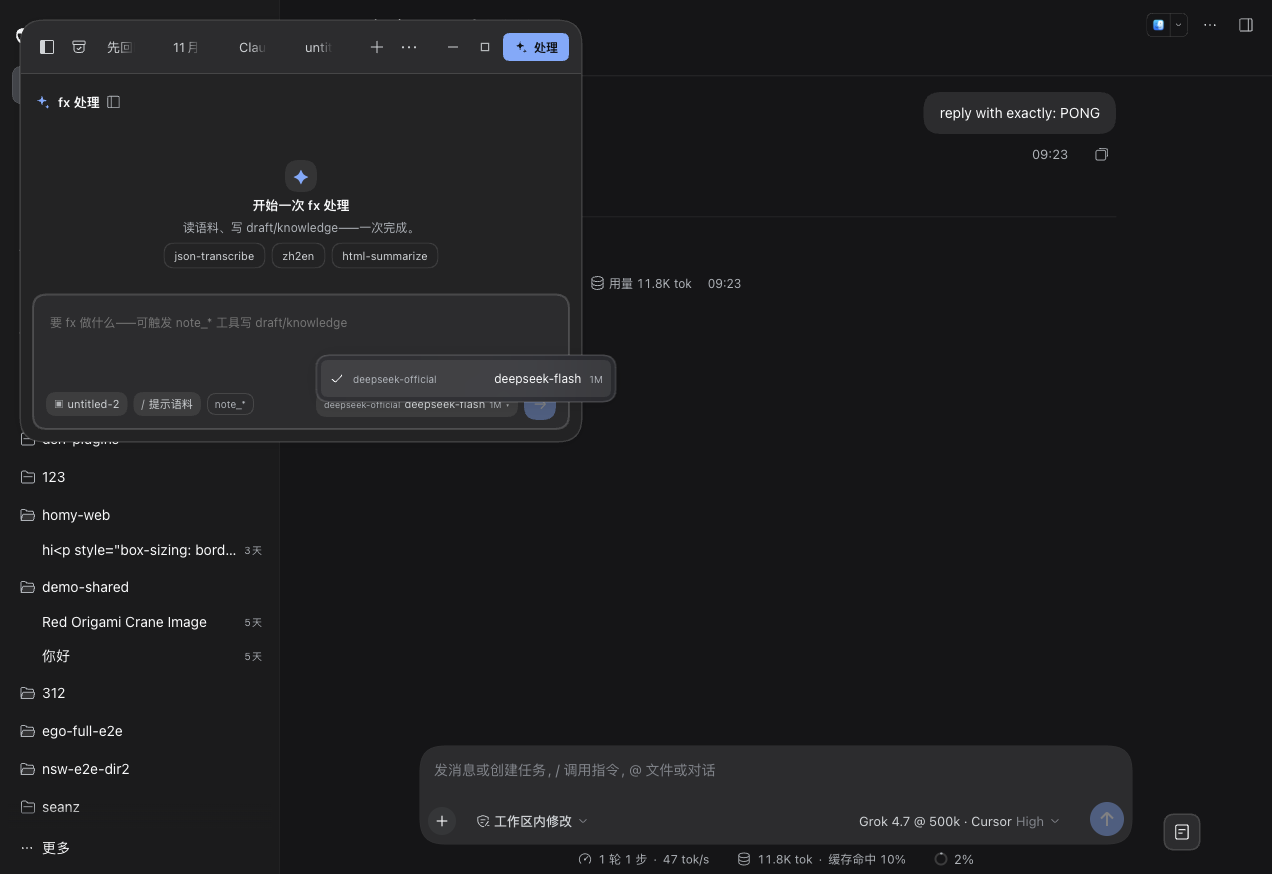 先回
11月
Clau
unti
处理
fx 处理
开始一次 fx 处理
读语料、写 draft/knowledge——一次完成。
json-transcribe
zh2en
html-summarize
要 fx 做什么——可触发 note_* 工具写 draft/knowledge
deepseek-official deepseek-flash 1M
untitled-2
/ 提示语料
note_*
deepseek-official deepseek-flash 1M
reply with exactly: PONG
09:23
用量 11.8K tok 09:23
123
homy-web
hi<p style="box-sizing: bord... 3天
demo-shared
Red Origami Crane Image 5天
你好 5天
312
ego-full-e2e
nsw-e2e-dir2
seanz
更多
发消息或创建任务, / 调用指令, @ 文件或对话
工作区内修改
Grok 4.7 @ 500k · Cursor High
1 轮 1 步 · 47 tok/s
11.8K tok · 缓存命中 10%
2%